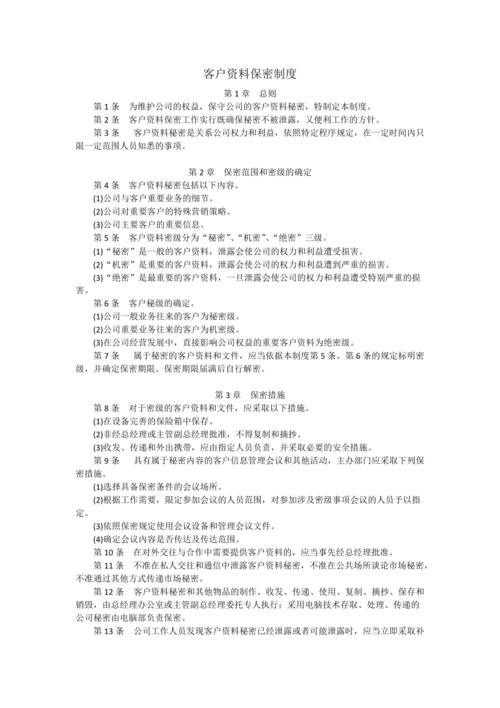 客户资料保密制度
第 1 章　总则
第 1 条　为维护公司的权益，保守公司的客户资料秘密，特制定本制度。
第 2 条　客户资料保密工作实行既确保秘密不被泄露，又便利工作的方针。
第 3 条　客户资料秘密是关系公司权力和利益，依照特定程序规定，在一定时间内只
限一定范围人员知悉的事项。
第 2 章　保密范围和密级的确定
第 4 条　客户资料秘密包括以下内容。
(1)公司与客户重要业务的细节。
(2)公司对重要客户的特殊营销策略。
(3)公司主要客户的重要信息。
第 5 条　客户资料密级分为“秘密”、“机密”、“绝密”三级。
(1)“秘密”是一般的客户资料，泄露会使公司的权力和利益遭受损害。
(2)“机密”是重要的客户资料，泄露会使公司的权力和利益遭到严重的损害。
(3)“绝密”是最重要的客户资料，一旦泄露会使公司的权力和利益遭受特别严重的损
害。
第 6 条　客户秘级的确定。
(1)公司一般业务往来的客户为秘密级。
(2)公司重要业务往来的客户为机密级。
(3)在公司经营发展中，直接影响公司权益的重要客户资料为绝密级。
第 7 条　属于秘密的客户资料和文件，应当依据本制度第 5 条、第 6 条的规定标明密
级，并确定保密期限。保密期限届满后自行解密。
第 3 章　保密措施
第 8 条　对于密级的客户资料和文件，应采取以下措施。
(1)在设备完善的保险箱中保存。
(2)非经总经理或主管副总经理批准，不得复制和摘抄。
(3)收发、传递和外出携带，应由指定人员负责，并采取必要的安全措施。
第 9 条　具有属于秘密内容的客户信息管理会议和其他活动，主办部门应采取下列保
密措施。
(1)选择具备保密条件的会议场所。
(2)根据工作需要，限定参加会议的人员范围，对参加涉及密级事项会议的人员予以指
定。
(3)依照保密规定使用会议设备和管理会议文件。
(4)确定会议内容是否传达及传达范围。
第 10 条　在对外交往与合作中需要提供客户资料的，应当事先经总经理批准。
第 11 条　不准在私人交往和通信中泄露客户资料秘密，不准在公共场所谈论市场秘密，
不准通过其他方式传递市场秘密。
第 12 条　客户资料秘密和其他物品的制作、收发、传递、使用、复制、摘抄、保存和
销毁，由总经理办公室或主管副总经理委托专人执行；采用电脑技术存取、处理、传递的
公司秘密由电脑部负责保密。
第 13 条　公司工作人员发现客户资料秘密已经泄露或者可能泄露时，应当立即采取补